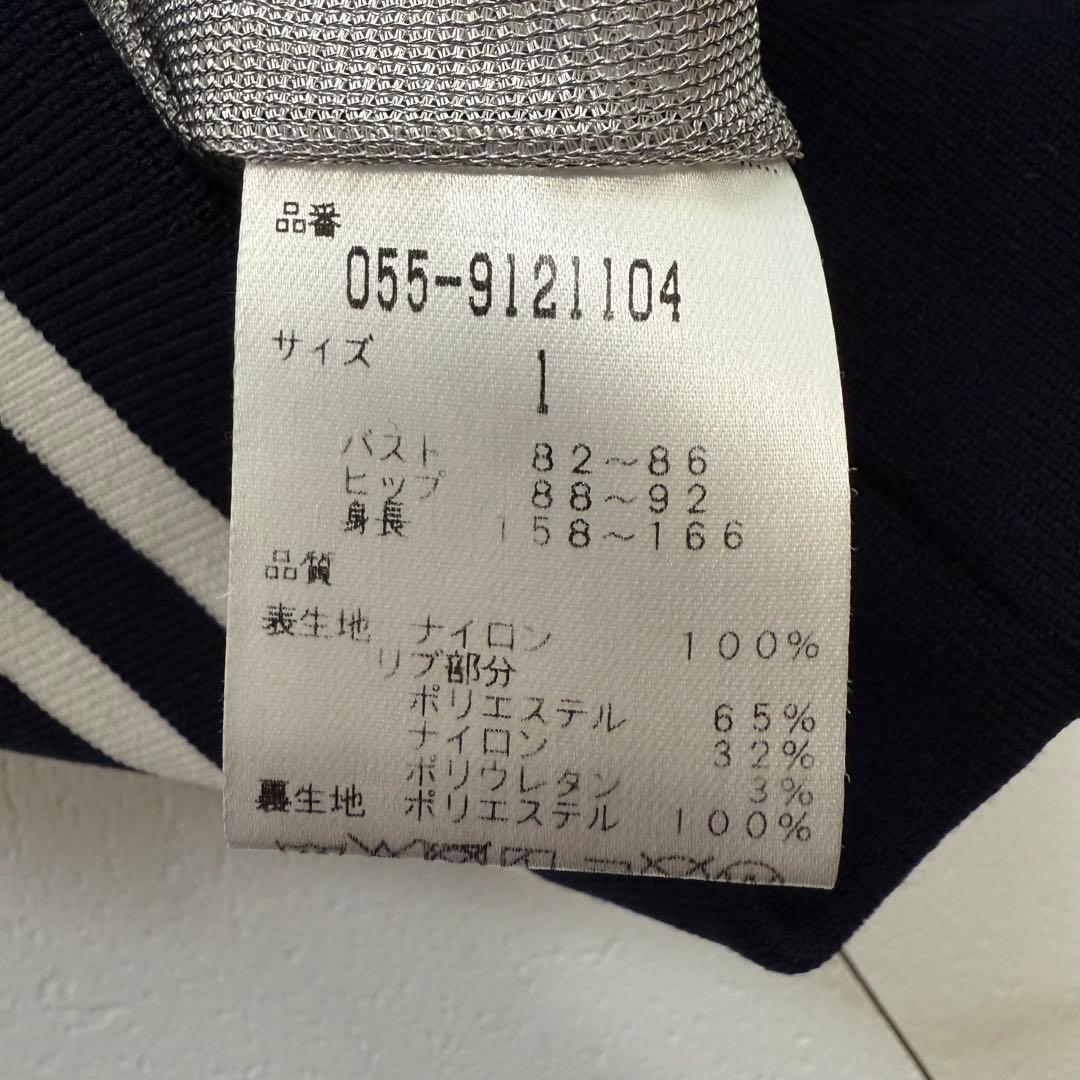 品番
055-9121104
サイズ
1
バスト 82～86
ヒップ 88～92
身長 158～166
品質
表生地 ナイロン 100%
リブ部分
ポリエステル 65%
ナイロン 32%
ポリウレタン 3%
裏生地 ポリエステル 100%